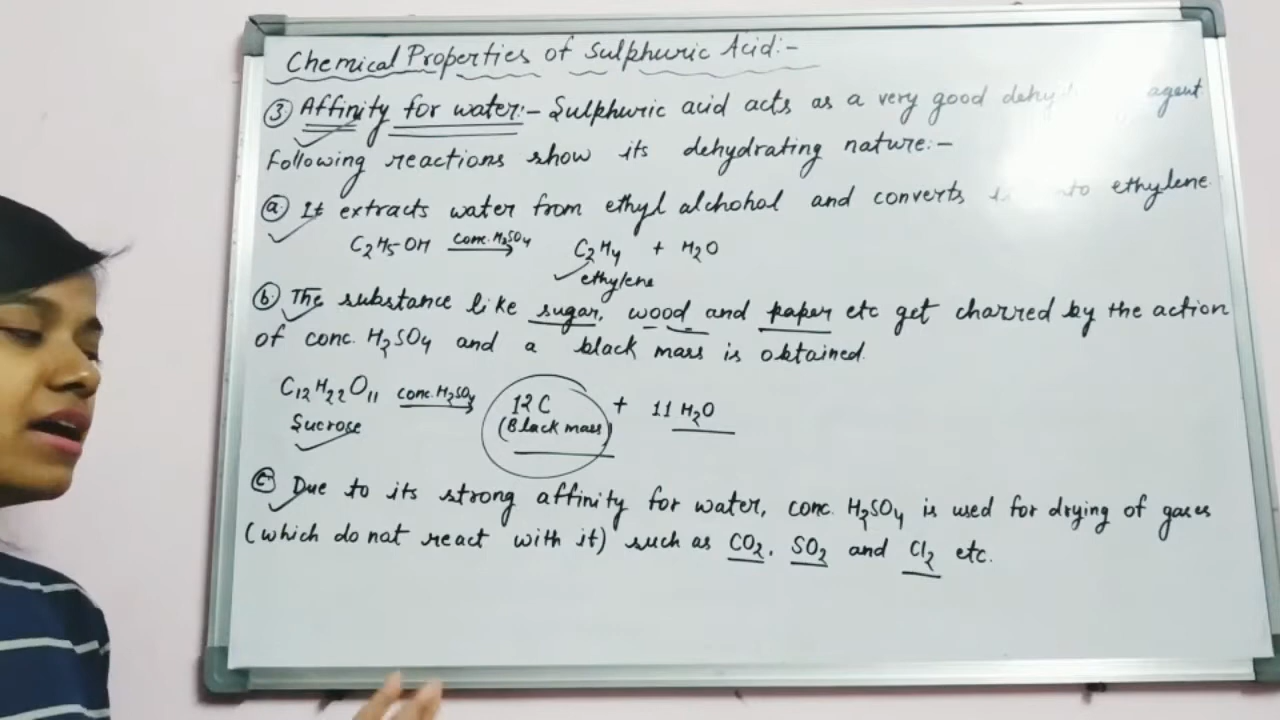 Chemical Properties of Sulphuric Acid:-
③ Affinity for water:- Sulphuric acid acts as a very good agent.
Following reactions show its dehydrating nature:-
ⓐ It extracts water from ethyl alchohol and converts ethylene.
C₂H₅OH conc. H₂SO₄ → C₂H₄ + H₂O
ethylene
ⓑ The substance like sugar, wood and paper etc get charred by the action
of conc. H₂SO₄ and a black mass is obtained.
C₁₂H₂₂O₁₁ conc. H₂SO₄ → 12C + 11 H₂O
Sucrose (Black mass)
ⓒ Due to its strong affinity for water, conc. H₂SO₄ is used for drying of gases
(which do not react with it) such as CO₂, SO₂ and Cl₂ etc.